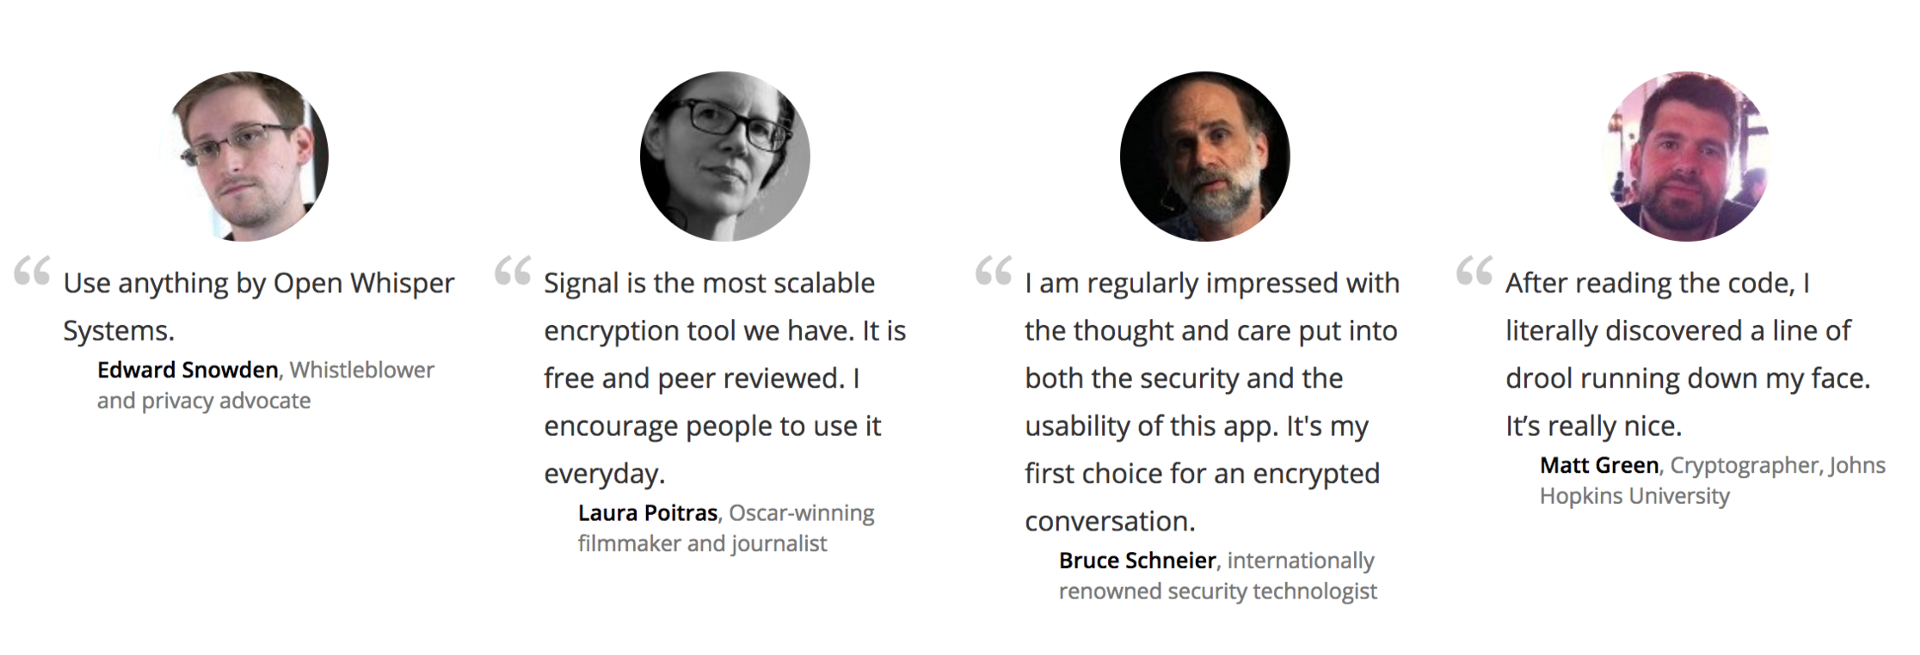 “ Use anything by Open Whisper
Systems.
Edward Snowden, Whistleblower
and privacy advocate
“ Signal is the most scalable
encryption tool we have. It is
free and peer reviewed. I
encourage people to use it
everyday.
Laura Poitras, Oscar-winning
filmmaker and journalist
“ I am regularly impressed with
the thought and care put into
both the security and the
usability of this app. It's my
first choice for an encrypted
conversation.
Bruce Schneier, internationally
renowned security technologist
“ After reading the code, I
literally discovered a line of
drool running down my face.
It’s really nice.
Matt Green, Cryptographer, Johns
Hopkins University